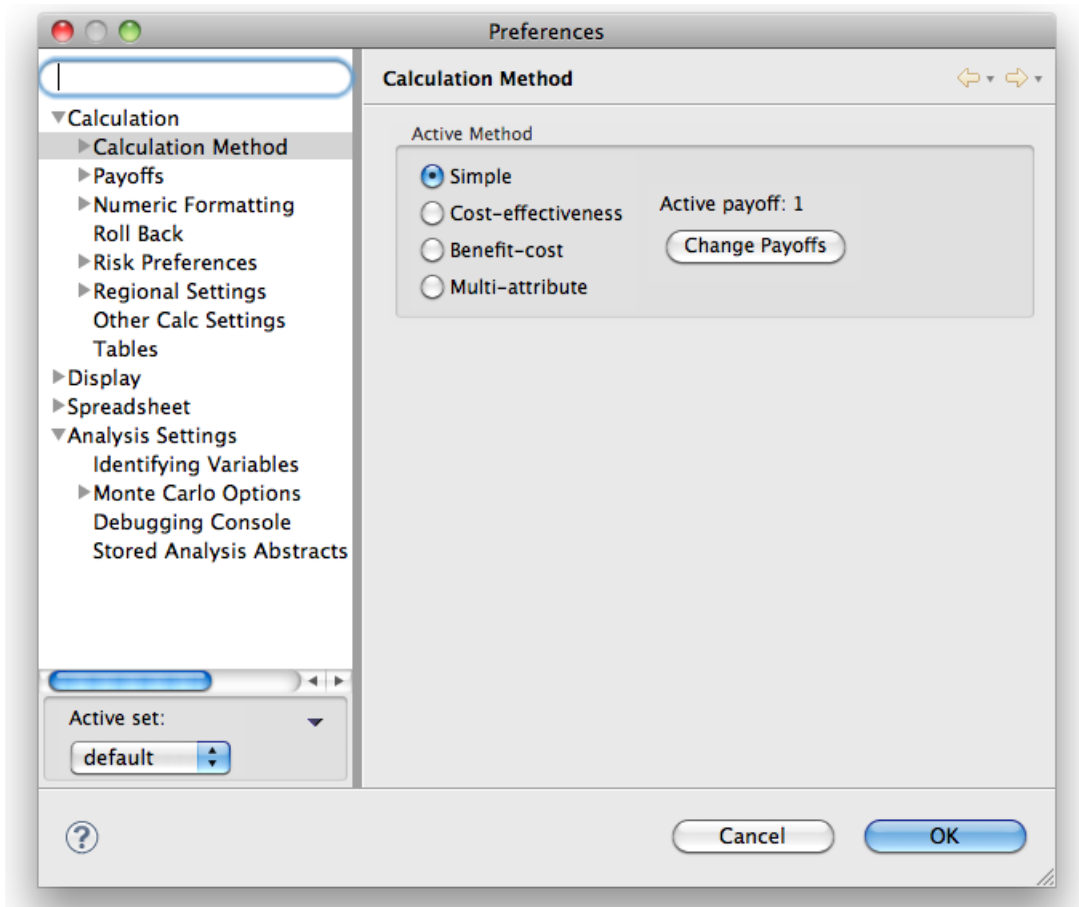 Preferences
Calculation Method
Calculation
Calculation Method
Payoffs
Numeric Formatting
Roll Back
Risk Preferences
Regional Settings
Other Calc Settings
Tables
Display
Spreadsheet
Analysis Settings
Identifying Variables
Monte Carlo Options
Debugging Console
Stored Analysis Abstracts
Active set:
default
Active Method
Simple
Cost-effectiveness
Benefit-cost
Multi-attribute
Active payoff: 1
Change Payoffs
?
Cancel
OK